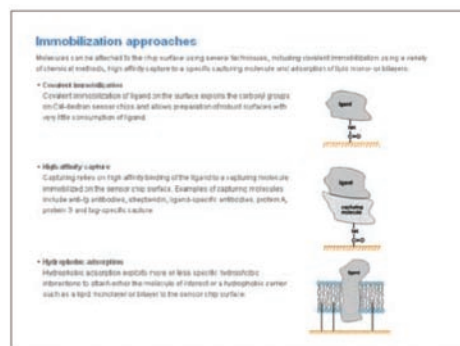 Immobilization approaches
Molecules can be attached to the chip surface using several techniques, including covalent immobilization using a variety
of chemical methods, high affinity capture to a specific capturing molecule and adsorption of lipid mono- or bilayers.
• Covalent immobilization
Covalent immobilization of ligand on the surface exploits the carboxyl groups
on CM-dextran sensor chips and allows preparation of robust surfaces with
very little consumption of ligand.
ligand
NH
C=O
• High affinity capture
Capturing relies on high affinity binding of the ligand to a capturing molecule
immobilized on the sensor chip surface. Examples of capturing molecules
include anti-Ig antibodies, streptavidin, ligand-specific antibodies, protein A,
protein G and tag-specific capture.
ligand
capturing
molecule
NH
C=O
• Hydrophobic adsorption
Hydrophobic adsorption exploits more or less specific hydrophobic
interactions to attach either the molecule of interest or a hydrophobic carrier
such as a lipid monolayer or bilayer to the sensor chip surface.
ligand